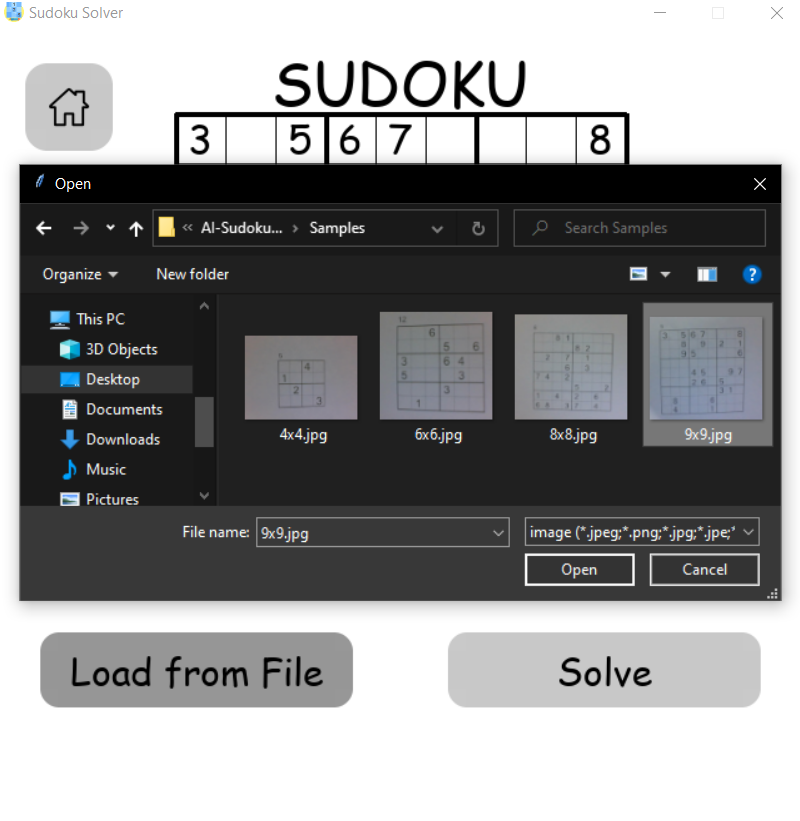 Sudoku Solver
SUDOKU
3 5 6 7 8
Open
« AI-Sudoku... › Samples
Search Samples
Organize
New folder
?
This PC
3D Objects
Desktop
Documents
Downloads
Music
Pictures
4x4.jpg
6x6.jpg
8x8.jpg
9x9.jpg
File name:
9x9.jpg
image (*.jpeg;*.png;*.jpg;*.jpe;*
Open
Cancel
Load from File
Solve